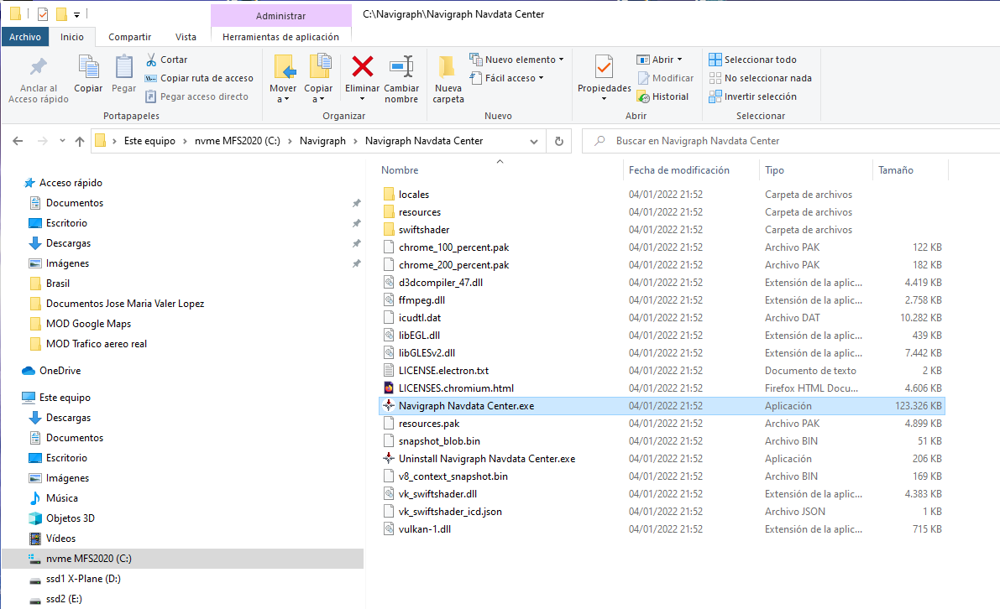 Administrar
C:\Navigraph\Navigraph Navdata Center
Archivo Inicio Compartir Vista Herramientas de aplicación
Anclar al Acceso rápido
Copiar
Pegar
Cortar
Copiar ruta de acceso
Pegar acceso directo
Portapapeles
Mover a
Copiar a
Eliminar
Cambiar nombre
Organizar
Nueva carpeta
Nuevo elemento
Fácil acceso
Nuevo
Propiedades
Abrir
Modificar
Historial
Abrir
Seleccionar todo
No seleccionar nada
Invertir selección
Seleccionar
Este equipo > nvme MFS2020 (C:) > Navigraph > Navigraph Navdata Center
Buscar en Navigraph Navdata Center
Acceso rápido
Documentos
Escritorio
Descargas
Imágenes
Brasil
Documentos Jose Maria Valer Lopez
MOD Google Maps
MOD Trafico aereo real
OneDrive
Este equipo
Descargas
Documentos
Escritorio
Imágenes
Música
Objetos 3D
Vídeos
nvme MFS2020 (C:)
ssd1 X-Plane (D:)
ssd2 (E:)
Nombre Fecha de modificación Tipo Tamaño
locales 04/01/2022 21:52 Carpeta de archivos
resources 04/01/2022 21:52 Carpeta de archivos
swiftshader 04/01/2022 21:52 Carpeta de archivos
chrome_100_percent.pak 04/01/2022 21:52 Archivo PAK 122 KB
chrome_200_percent.pak 04/01/2022 21:52 Archivo PAK 182 KB
d3dcompiler_47.dll 04/01/2022 21:52 Extensión de la aplic... 4.419 KB
ffmpeg.dll 04/01/2022 21:52 Extensión de la aplic... 2.758 KB
icudtl.dat 04/01/2022 21:52 Archivo DAT 10.282 KB
libEGL.dll 04/01/2022 21:52 Extensión de la aplic... 439 KB
libGLESv2.dll 04/01/2022 21:52 Extensión de la aplic... 7.442 KB
LICENSE.electron.txt 04/01/2022 21:52 Documento de texto 2 KB
LICENSES.chromium.html 04/01/2022 21:52 Firefox HTML Docu... 4.606 KB
Navigraph Navdata Center.exe 04/01/2022 21:52 Aplicación 123.326 KB
resources.pak 04/01/2022 21:52 Archivo PAK 4.899 KB
snapshot_blob.bin 04/01/2022 21:52 Archivo BIN 51 KB
Uninstall Navigraph Navdata Center.exe 04/01/2022 21:52 Aplicación 206 KB
v8_context_snapshot.bin 04/01/2022 21:52 Archivo BIN 169 KB
vk_swiftshader.dll 04/01/2022 21:52 Extensión de la aplic... 4.383 KB
vk_swiftshader_icd.json 04/01/2022 21:52 Archivo JSON 1 KB
vulkan-1.dll 04/01/2022 21:52 Extensión de la aplic... 715 KB